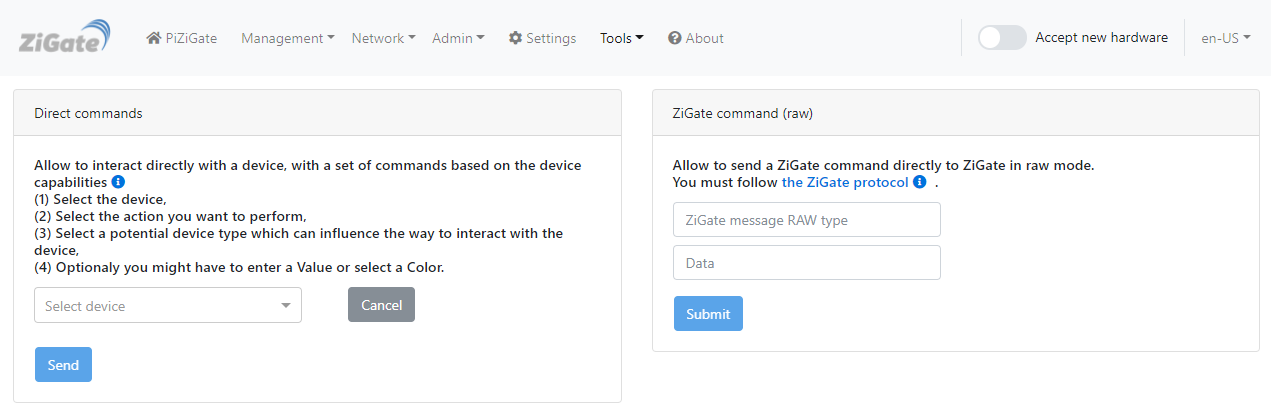 ZiGate PiZiGate Management Network Admin Settings Tools About Accept new hardware en-US
Direct commands
Allow to interact directly with a device, with a set of commands based on the device
capabilities
(1) Select the device,
(2) Select the action you want to perform,
(3) Select a potential device type which can influence the way to interact with the
device,
(4) Optionaly you might have to enter a Value or select a Color.
Select device Cancel
Send
ZiGate command (raw)
Allow to send a ZiGate command directly to ZiGate in raw mode.
You must follow the ZiGate protocol .
ZiGate message RAW type
Data
Submit